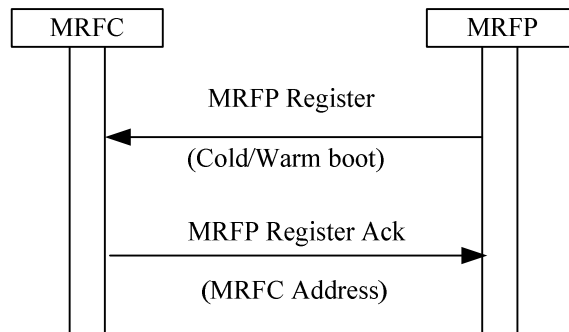 MRFC
MRFP
MRFP Register
(Cold/Warm boot)
MRFP Register Ack
(MRFC Address)